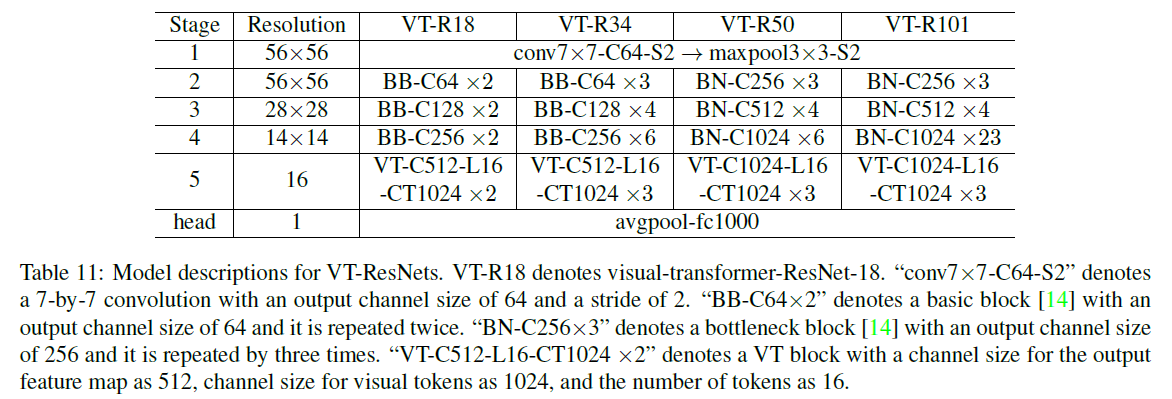 Stage Resolution VT-R18 VT-R34 VT-R50 VT-R101
1 56×56 conv7×7-C64-S2 → maxpool3×3-S2
2 56×56 BB-C64 ×2 BB-C64 ×3 BN-C256 ×3 BN-C256 ×3
3 28×28 BB-C128 ×2 BB-C128 ×4 BN-C512 ×4 BN-C512 ×4
4 14×14 BB-C256 ×2 BB-C256 ×6 BN-C1024 ×6 BN-C1024 ×23
5 16 VT-C512-L16 VT-C512-L16 VT-C1024-L16 VT-C1024-L16
-CT1024 ×2 -CT1024 ×3 -CT1024 ×3 -CT1024 ×3
head 1 avgpool-fc1000
Table 11: Model descriptions for VT-ResNets. VT-R18 denotes visual-transformer-ResNet-18. “conv7×7-C64-S2” denotes
a 7-by-7 convolution with an output channel size of 64 and a stride of 2. “BB-C64×2” denotes a basic block [14] with an
output channel size of 64 and it is repeated twice. “BN-C256×3” denotes a bottleneck block [14] with an output channel size
of 256 and it is repeated by three times. “VT-C512-L16-CT1024 ×2” denotes a VT block with a channel size for the output
feature map as 512, channel size for visual tokens as 1024, and the number of tokens as 16.